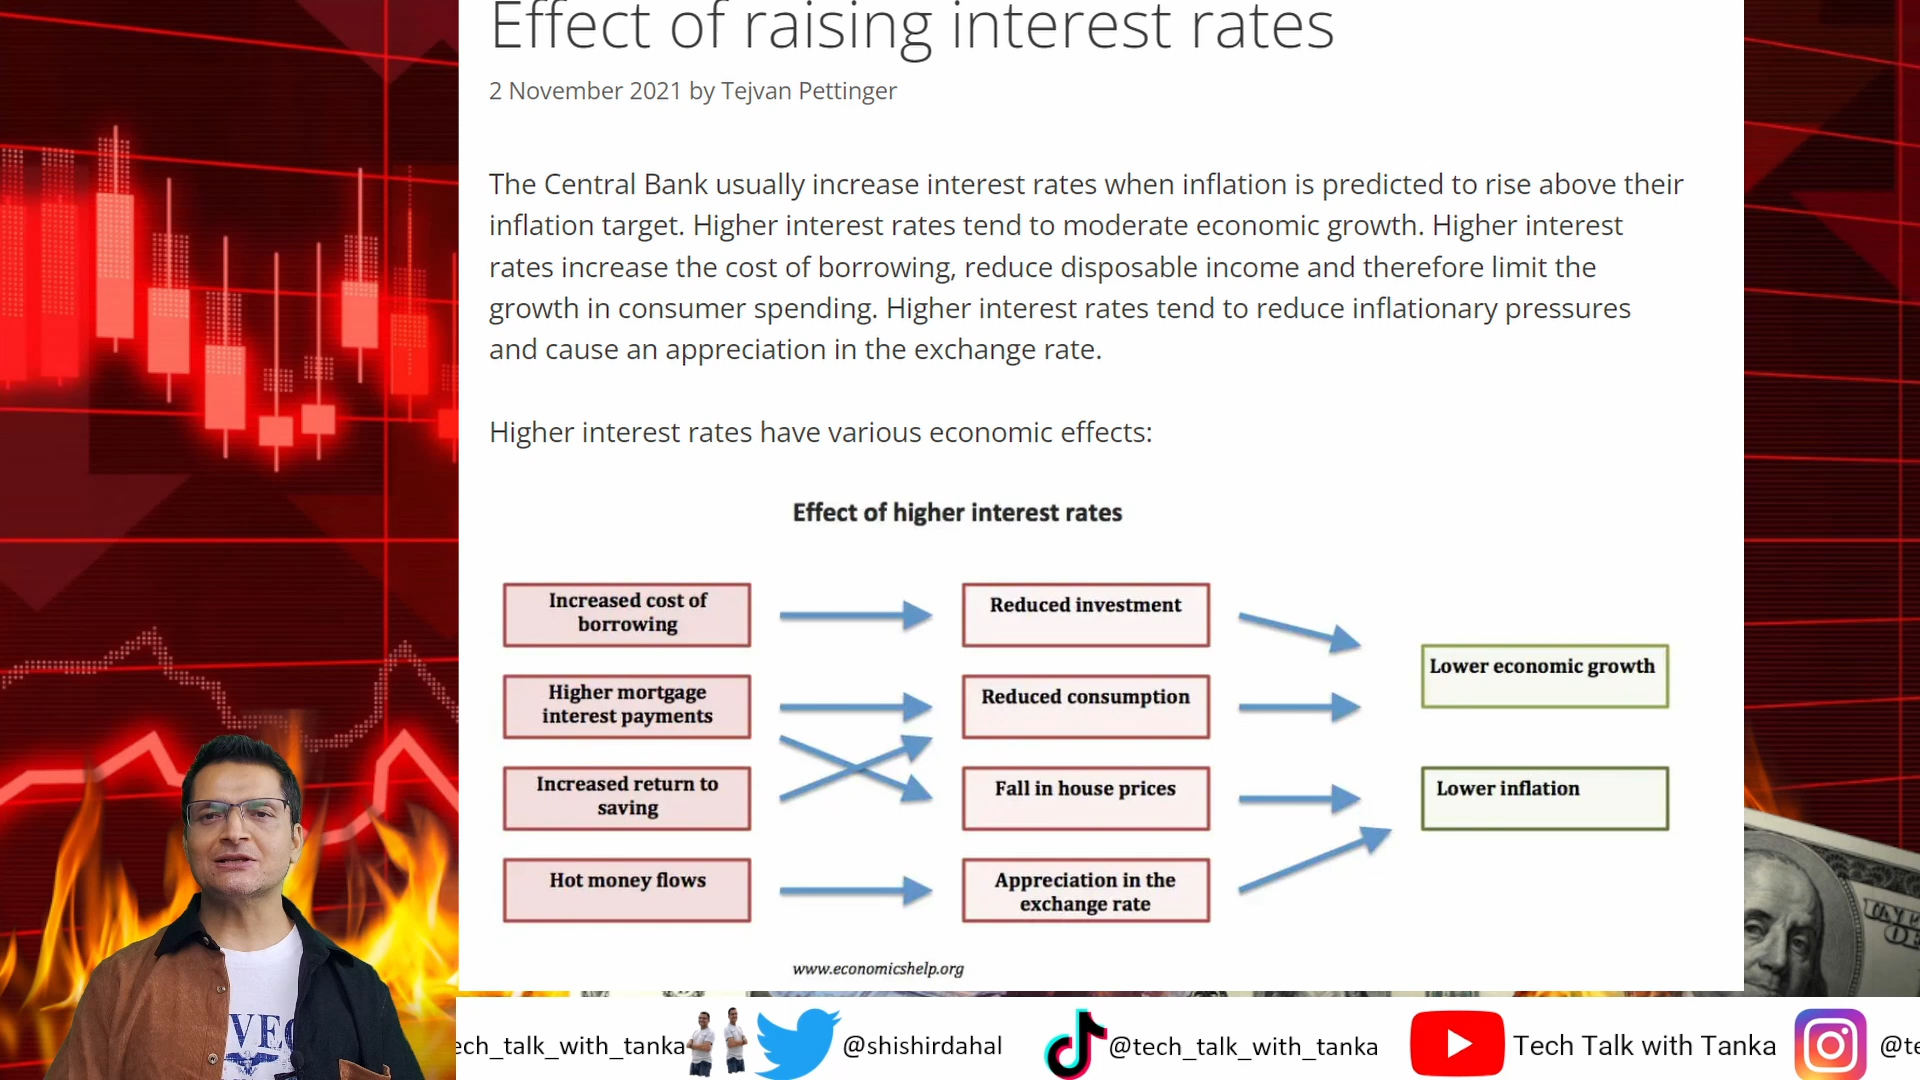 Effect of raising interest rates
2 November 2021 by Tejvan Pettinger
The Central Bank usually increase interest rates when inflation is predicted to rise above their
inflation target. Higher interest rates tend to moderate economic growth. Higher interest
rates increase the cost of borrowing, reduce disposable income and therefore limit the
growth in consumer spending. Higher interest rates tend to reduce inflationary pressures
and cause an appreciation in the exchange rate.
Higher interest rates have various economic effects:
Effect of higher interest rates
Increased cost of
borrowing
Reduced investment
Lower economic growth
Higher mortgage
interest payments
Reduced consumption
Increased return to
saving
Fall in house prices
Lower inflation
Hot money flows
Appreciation in the
exchange rate
www.economicshelp.org
ech_talk_with_tanka
@shishirdahal
@tech_talk_with_tanka
Tech Talk with Tanka
@te